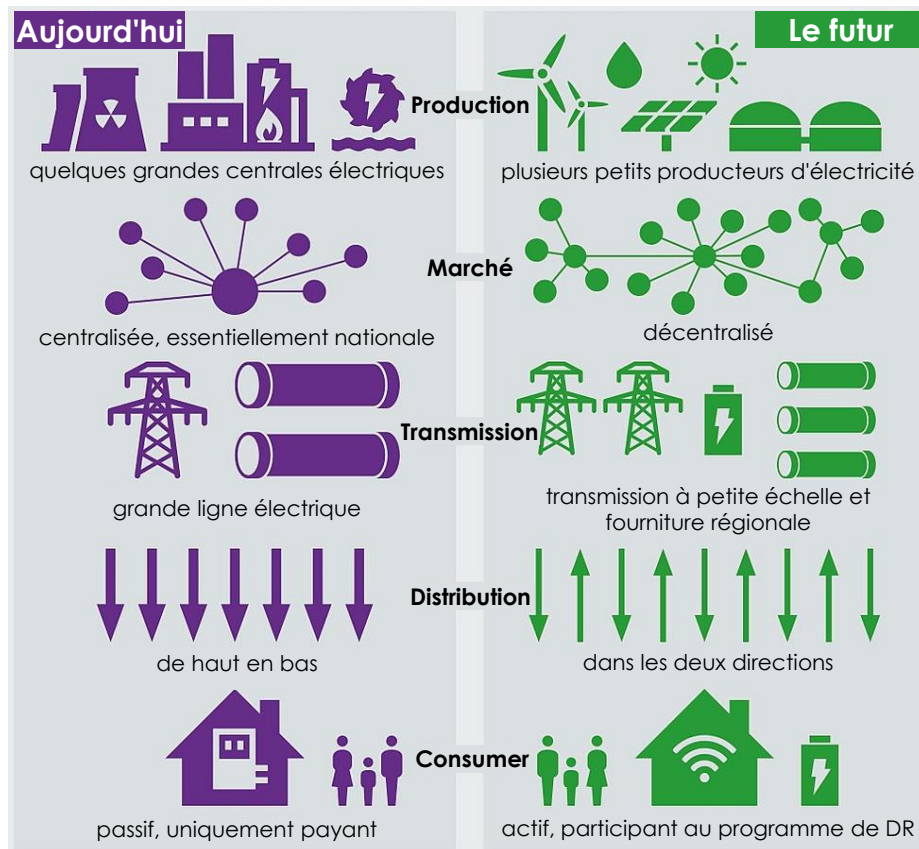 Aujourd'hui
Le futur
Production
quelques grandes centrales électriques
plusieurs petits producteurs d'électricité
Marché
centralisée, essentiellement nationale
décentralisé
Transmission
grande ligne électrique
transmission à petite échelle et
fourniture régionale
Distribution
de haut en bas
dans les deux directions
Consumer
passif, uniquement payant
actif, participant au programme de DR